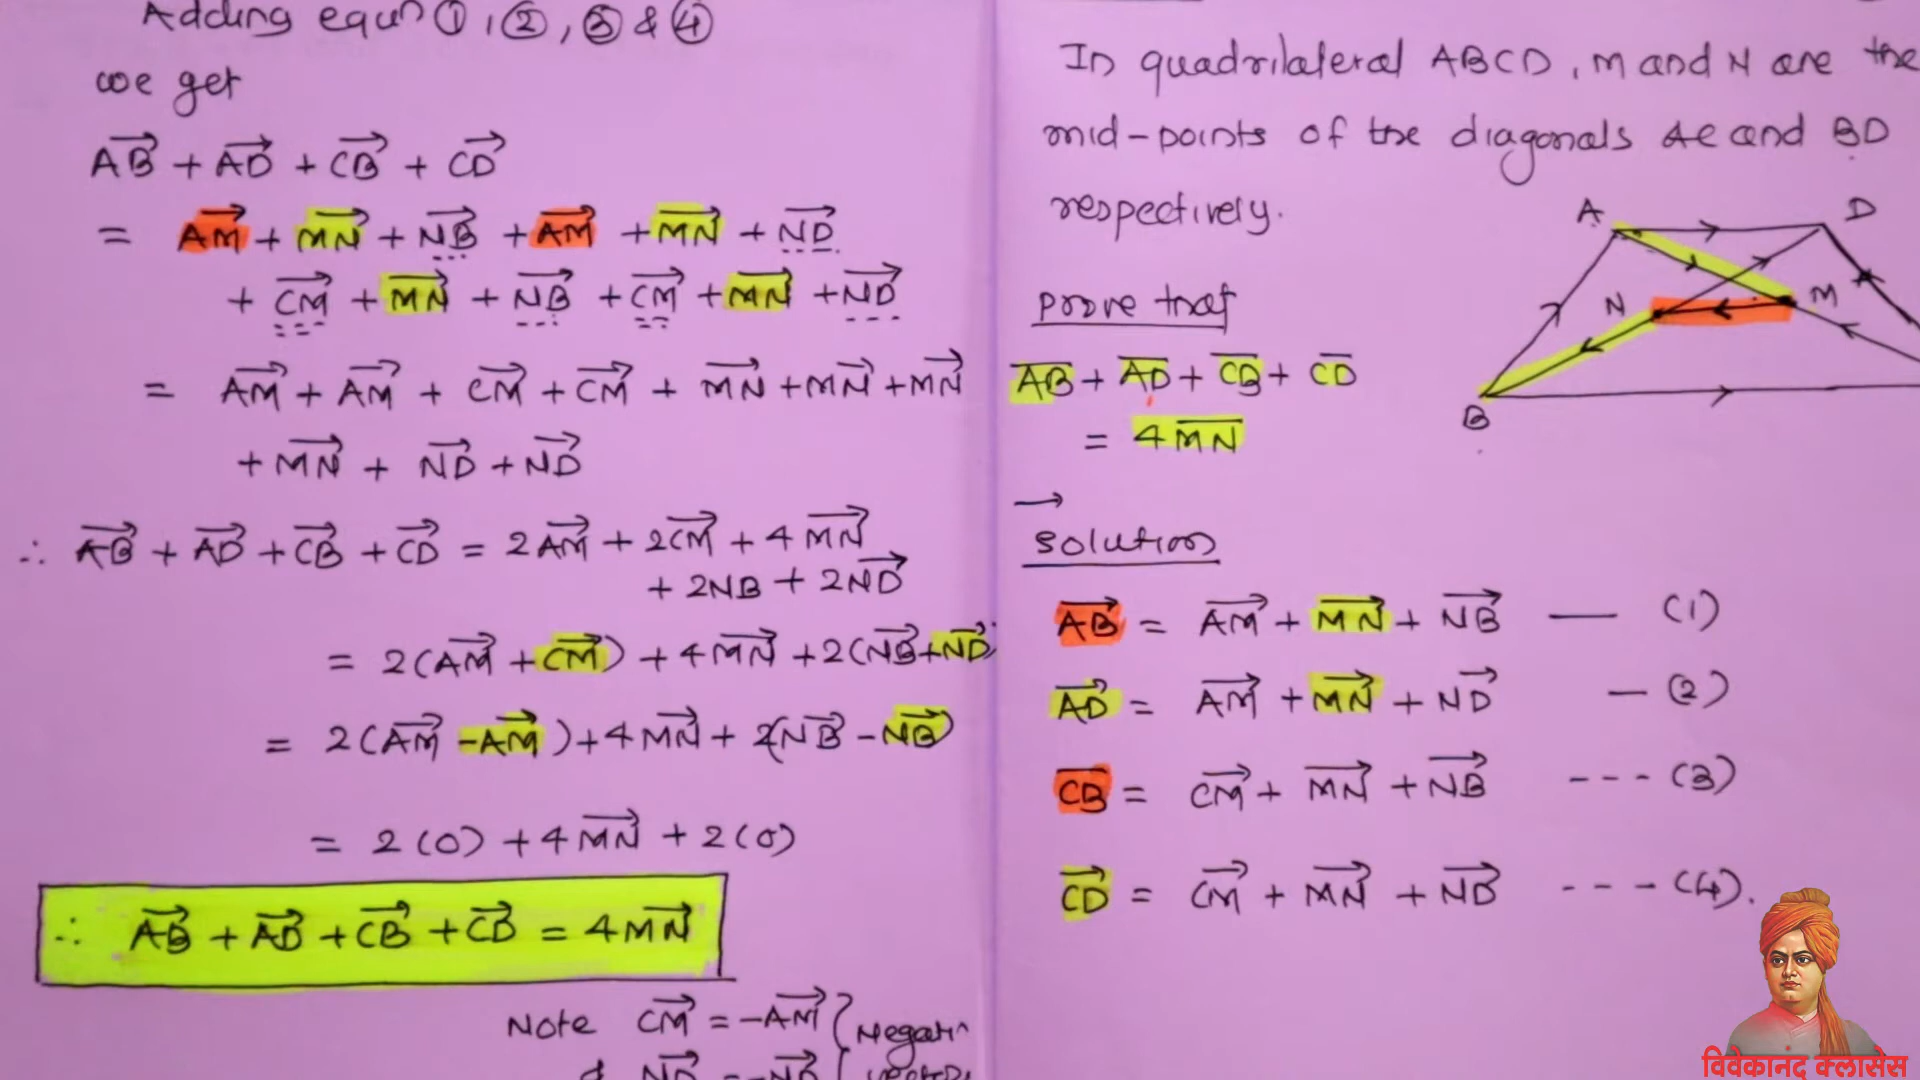 Adding equn ①, ②, ③ & ④
we get
AB + AD + CB + CD
= AM + MN + NB + AM + MN + ND
+ CM + MN + NB + CM + MN + ND
= AM + AM + CM + CM + MN + MN + MN
+ MN + ND + ND
∴ AB + AD + CB + CD = 2AM + 2CM + 4MN
+ 2NB + 2ND
= 2(AM + CM) + 4MN + 2(NB + ND)
= 2(AM - AM) + 4MN + 2(NB - NB)
= 2(0) + 4MN + 2(0)
∴ AB + AD + CB + CD = 4MN
Note CM = -AM
In quadrilateral ABCD, M and N are the
mid-points of the diagonals AC and BD
respectively.
A
D
N
M
B
prove that
AB + AD + CB + CD
= 4MN
solution
AB = AM + MN + NB — (1)
AD = AM + MN + ND — (2)
CB = CM + MN + NB --- (3)
CD = CM + MN + ND --- (4).
विवेकानंद क्लासेस